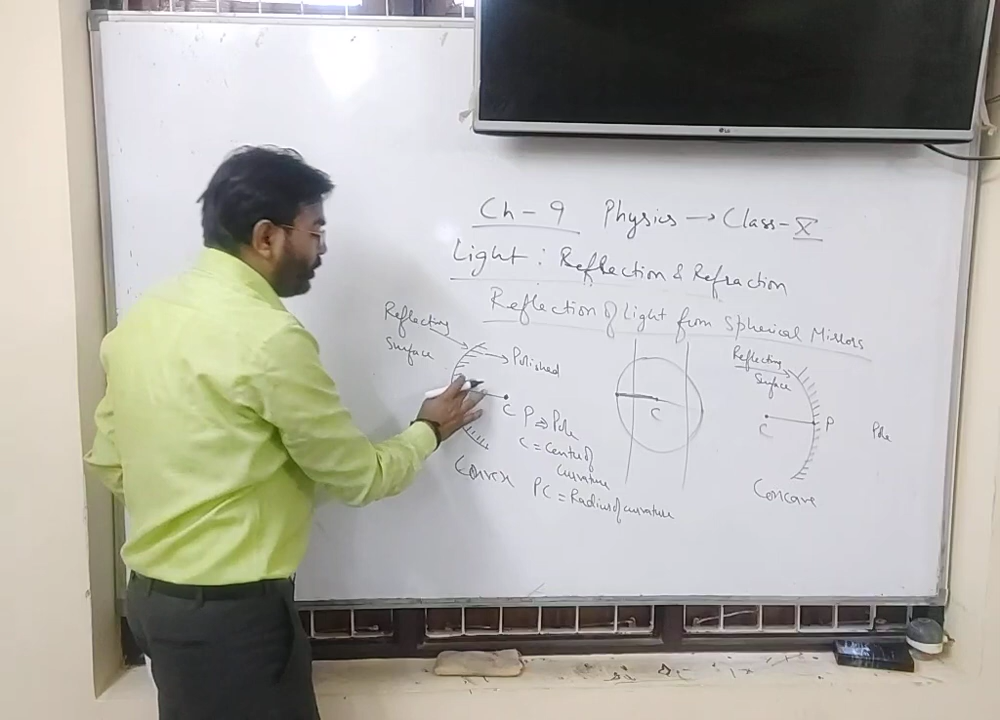 LG
Ch - 9 Physics → Class - X
Light : Reflection & Refraction
Reflection of Light from Spherical Mirrors
Reflecting
Surface
Polished
C
P ⇒ Pole
C = Centre of
curvature
PC = Radius of curvature
Convex
C
Reflecting
Surface
C
P
Pole
Concave